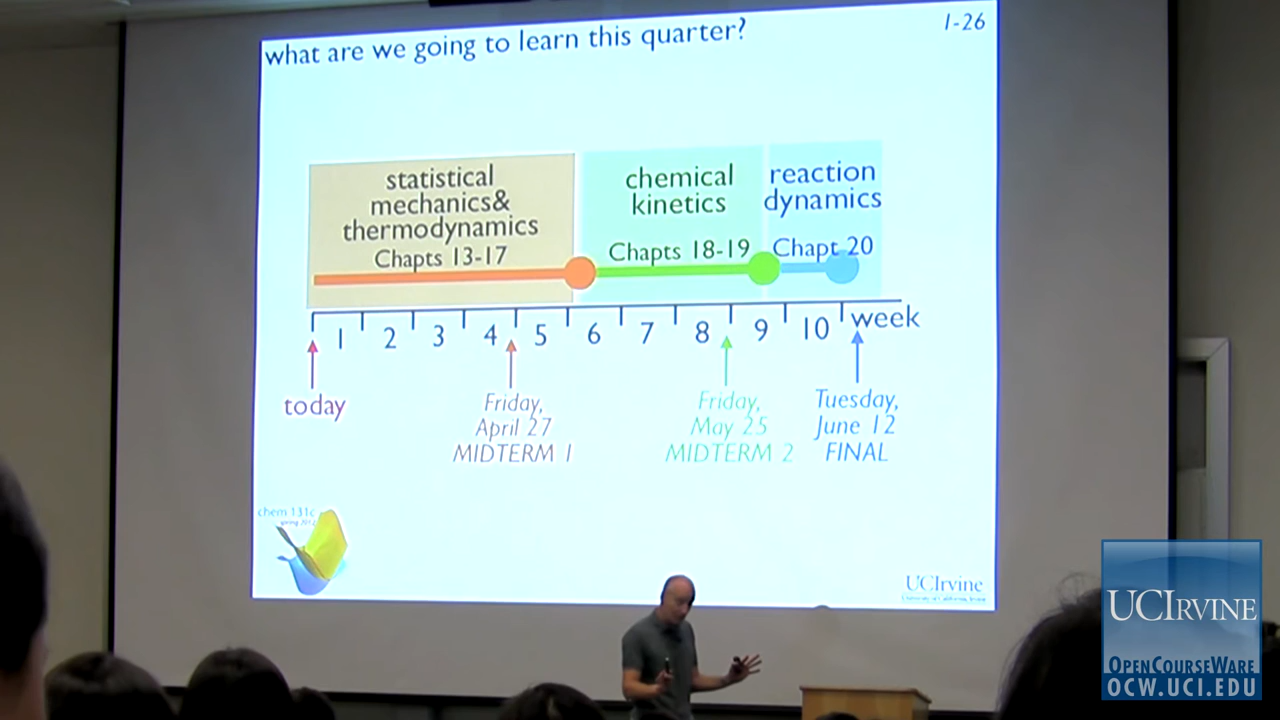 what are we going to learn this quarter?
1-26
statistical
mechanics&
thermodynamics
Chapts 13-17
chemical
kinetics
Chapts 18-19
reaction
dynamics
Chapt 20
1 2 3 4 5 6 7 8 9 10 week
today
Friday,
April 27
MIDTERM 1
Friday,
May 25
MIDTERM 2
Tuesday,
June 12
FINAL
chem 131c
spring 2012
UCIrvine
UCIRVINE
OPENCOURSEWARE
OCW.UCI.EDU